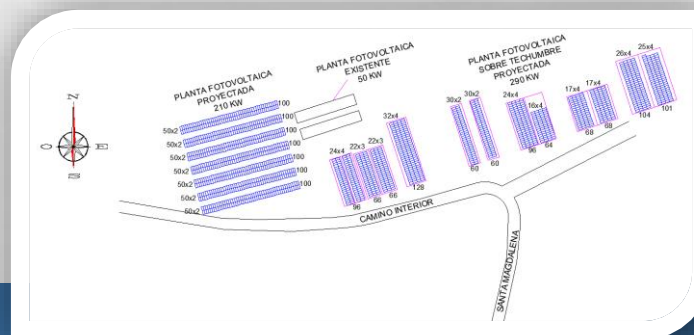 PLANTA FOTOVOLTAICA
PROYECTADA
210 KW
PLANTA FOTOVOLTAICA
EXISTENTE
50 KW
PLANTA FOTOVOLTAICA
SOBRE TECHUMBRE
PROYECTADA
290 KW
N
O
E
S
50x2
100
50x2
100
50x2
100
50x2
100
50x2
100
50x2
100
50x2
100
24x4
96
22x3
66
22x3
66
32x4
128
30x2
60
30x2
60
24x4
96
16x4
64
17x4
68
17x4
68
26x4
104
25x4
101
CAMINO INTERIOR
SANTA MAGDALENA